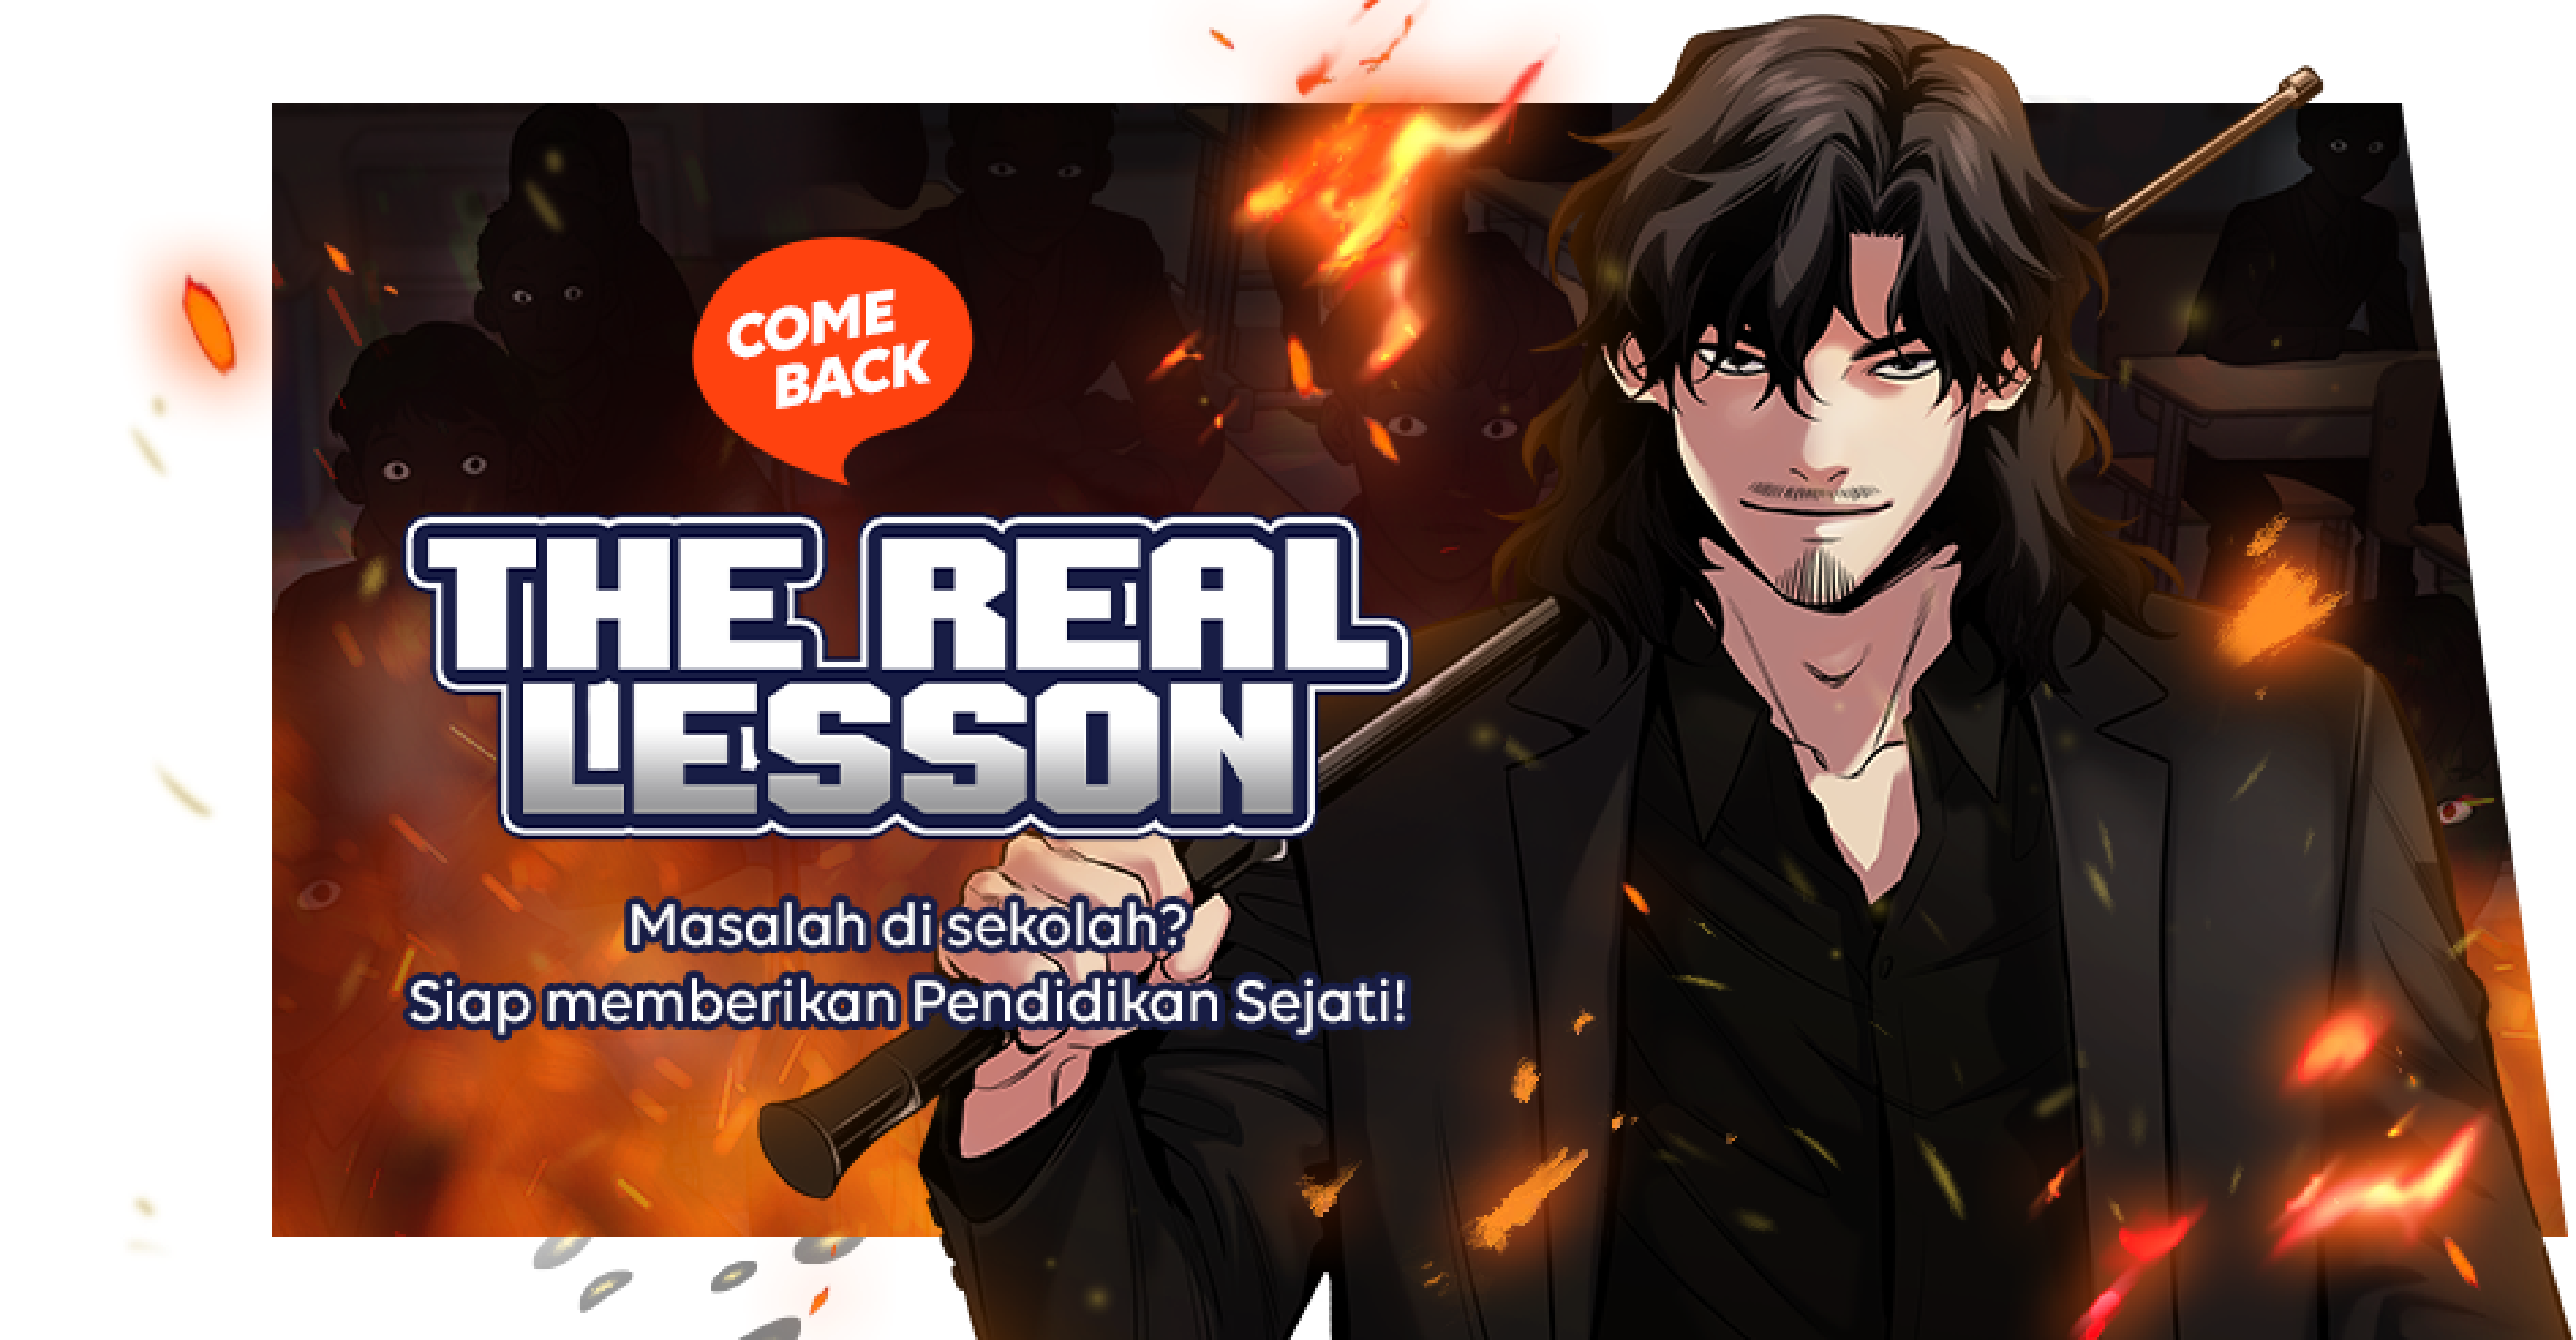 COME
BACK
THE REAL
LESSON
Masalah di sekolah?
Siap memberikan Pendidikan Sejati!